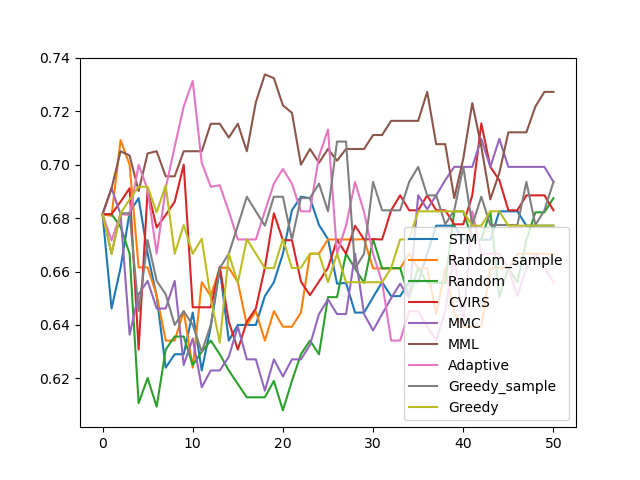 0.74
0.72
0.70
0.68
0.66
0.64
0.62
0
10
20
30
40
50
STM
Random_sample
Random
CVIRS
MMC
MML
Adaptive
Greedy_sample
Greedy